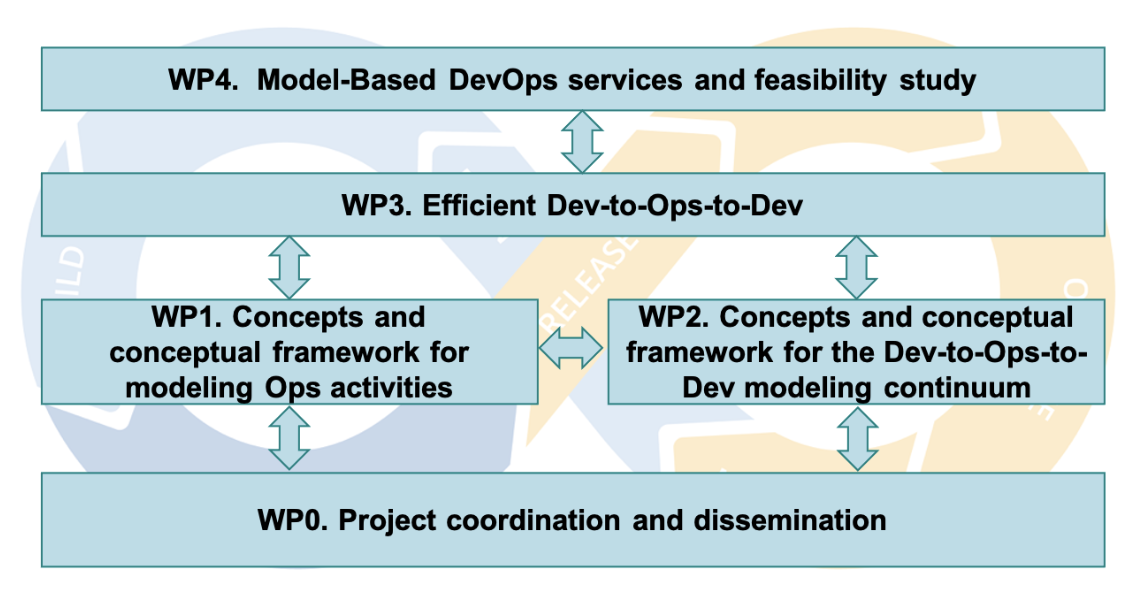 WP4. Model-Based DevOps services and feasibility study
WP3. Efficient Dev-to-Ops-to-Dev
ILD
RELEASE
O
WP1. Concepts and
conceptual framework for
modeling Ops activities
WP2. Concepts and conceptual
framework for the Dev-to-Ops-to-
Dev modeling continuum
E
WP0. Project coordination and dissemination